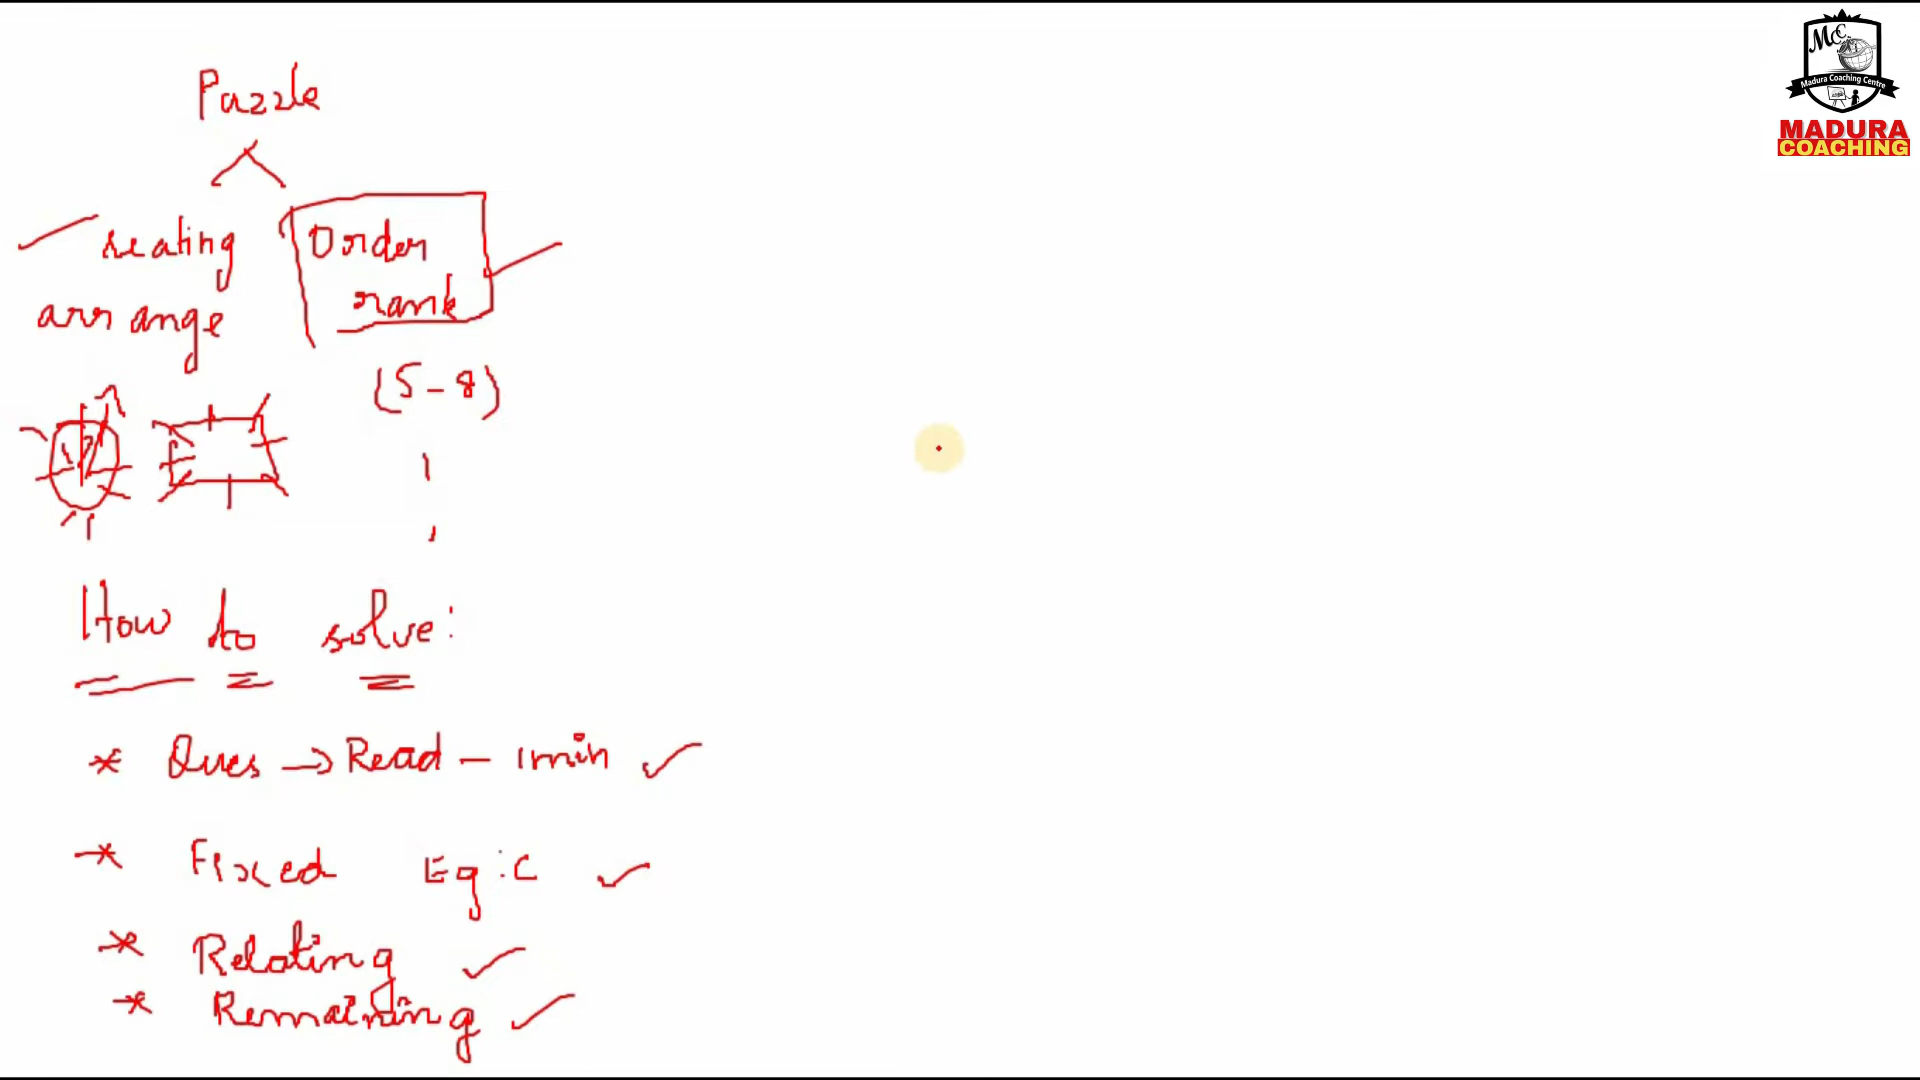 Puzzle
seating
arrange
Order
rank
(5-8)
How to solve:
* Ques → Read - 1min ✓
* Fixed Eg:C ✓
* Relating ✓
* Remaining ✓
MCC
Madura Coaching Centre
MADURA
COACHING